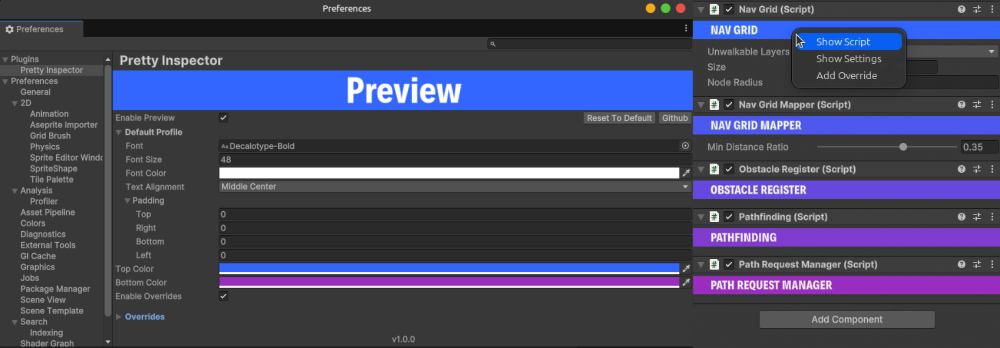 Preferences
Preferences
Plugins
Pretty Inspector
Preferences
General
2D
Animation
Aseprite Importer
Grid Brush
Physics
Sprite Editor Windo
SpriteShape
Tile Palette
Analysis
Profiler
Asset Pipeline
Colors
Diagnostics
External Tools
GI Cache
Graphics
Jobs
Package Manager
Scene View
Scene Template
Search
Indexing
Shader Graph
Pretty Inspector
Preview
Enable Preview
Reset To Default
Github
Default Profile
Font
Aa Decalotype-Bold
Font Size
48
Font Color
Text Alignment
Middle Center
Padding
Top
0
Right
0
Bottom
0
Left
0
Top Color
Bottom Color
Enable Overrides
Overrides
v1.0.0
# Nav Grid (Script)
NAV GRID
Unwalkable Layers
Size
Node Radius
Show Script
Show Settings
Add Override
# Nav Grid Mapper (Script)
NAV GRID MAPPER
Min Distance Ratio
0.35
# Obstacle Register (Script)
OBSTACLE REGISTER
# Pathfinding (Script)
PATHFINDING
# Path Request Manager (Script)
PATH REQUEST MANAGER
Add Component